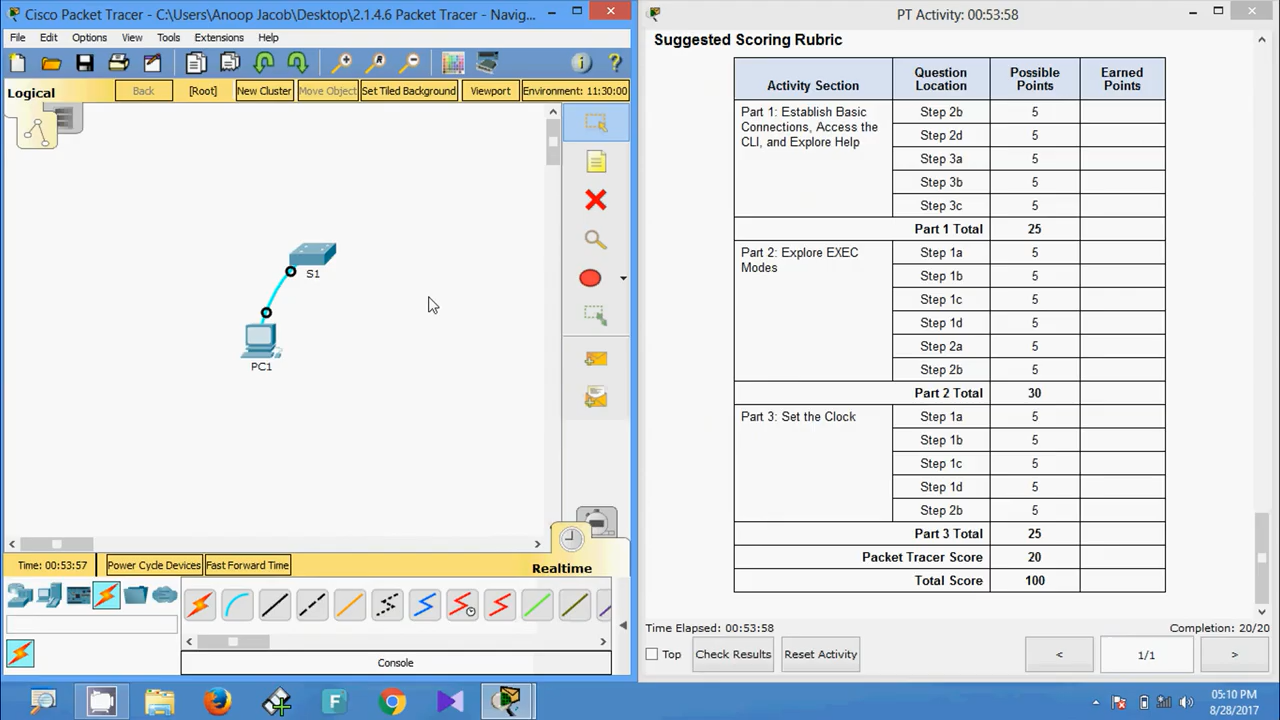 Cisco Packet Tracer - C:\Users\Anoop Jacob\Desktop\2.1.4.6 Packet Tracer - Navig...
File Edit Options View Tools Extensions Help
Logical Back [Root] New Cluster Move Object Set Tiled Background Viewport Environment: 11:30:00
S1
PC1
Time: 00:53:57 Power Cycle Devices Fast Forward Time Realtime
Console
PT Activity: 00:53:58
Suggested Scoring Rubric
Activity Section Question Location Possible Points Earned Points
Part 1: Establish Basic Connections, Access the CLI, and Explore Help
Step 2b 5
Step 2d 5
Step 3a 5
Step 3b 5
Step 3c 5
Part 1 Total 25
Part 2: Explore EXEC Modes
Step 1a 5
Step 1b 5
Step 1c 5
Step 1d 5
Step 2a 5
Step 2b 5
Part 2 Total 30
Part 3: Set the Clock
Step 1a 5
Step 1b 5
Step 1c 5
Step 1d 5
Step 2b 5
Part 3 Total 25
Packet Tracer Score 20
Total Score 100
Time Elapsed: 00:53:58 Completion: 20/20
Top Check Results Reset Activity < 1/1 >
05:10 PM
8/28/2017